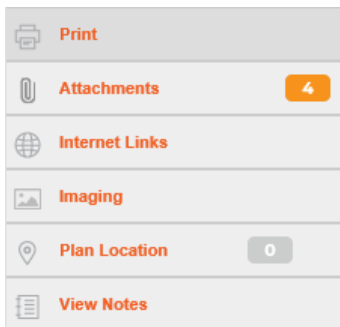 Print
Attachments 4
Internet Links
Imaging
Plan Location 0
View Notes